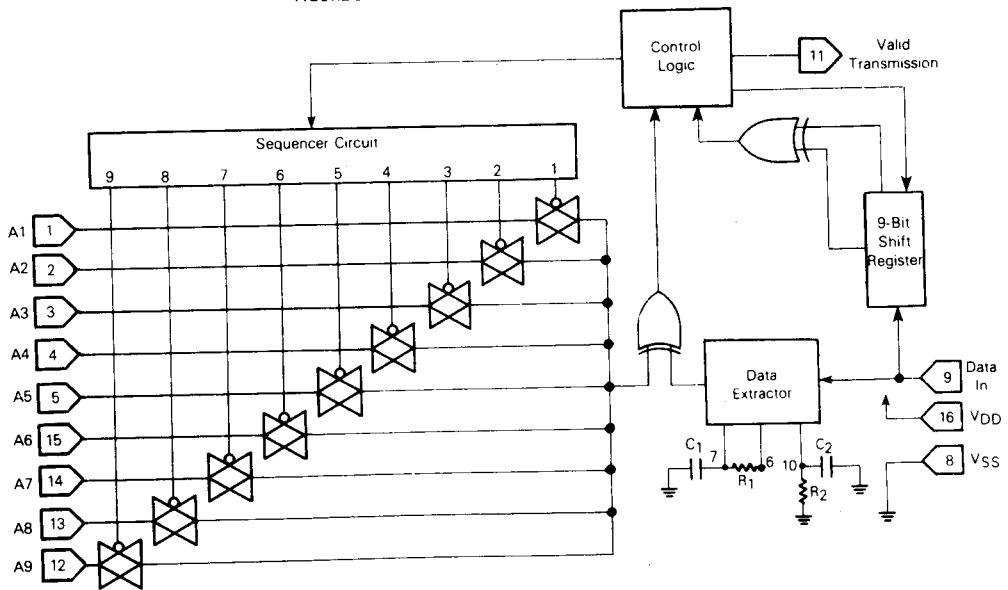 Control
Logic
11
Valid
Transmission
Sequencer Circuit
9 8 7 6 5 4 3 2 1
A1 1
A2 2
A3 3
A4 4
A5 5
A6 15
A7 14
A8 13
A9 12
9-Bit
Shift
Register
Data
Extractor
9 Data
In
16 VDD
8 VSS
C1 7 R1 6 10 C2
R2